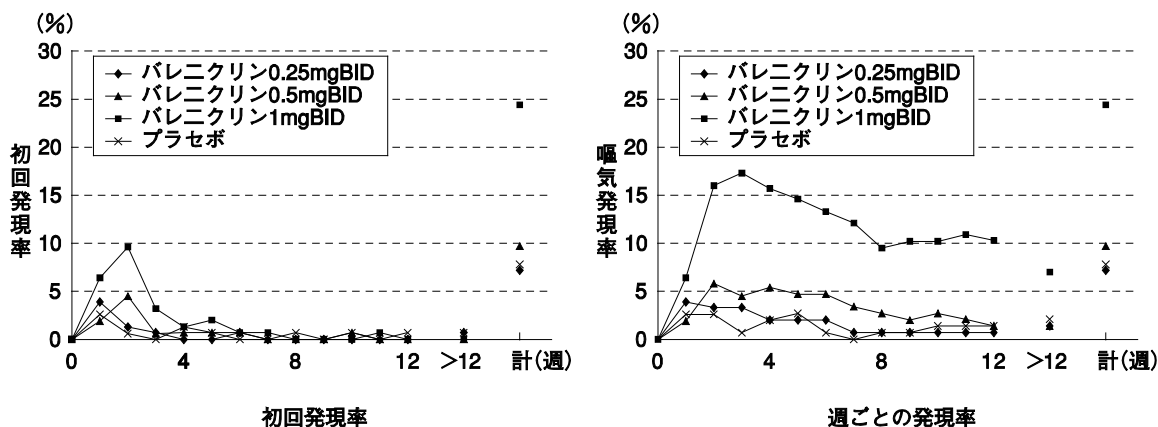 (%)
30
25
20
15
10
5
0
初回発現率
バレニクリン0.25mgBID
バレニクリン0.5mgBID
バレニクリン1mgBID
プラセボ
0 4 8 12 >12 計(週)
初回発現率
(%)
30
25
20
15
10
5
0
嘔気発現率
バレニクリン0.25mgBID
バレニクリン0.5mgBID
バレニクリン1mgBID
プラセボ
0 4 8 12 >12 計(週)
週ごとの発現率